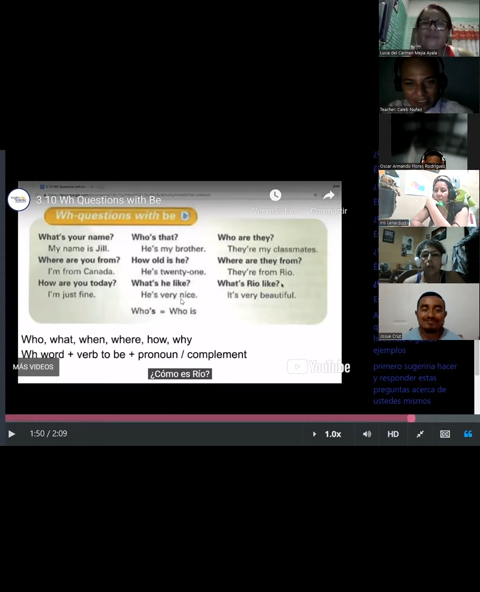 Lucia del Carmen Mejia Ayala
Teacher: Caleb Nuñez
Oscar Armando Flores Rodriguez
Josue Cruz
3 10 Wh Questions with Be
Wh-questions with be
What's your name?
My name is Jill.
Where are you from?
I'm from Canada.
How are you today?
I'm just fine.
Who's that?
He's my brother.
How old is he?
He's twenty-one.
What's he like?
He's very nice.
Who's = Who is
Who are they?
They're my classmates.
Where are they from?
They're from Rio.
What's Rio like?
It's very beautiful.
Who, what, when, where, how, why
Wh word + verb to be + pronoun / complement
MÁS VIDEOS
¿Cómo es Río?
YouTube
ejemplos
primero sugerina hacer
y responder estas
preguntas acerca de
ustedes mismos
1:50 / 2:09
1.0x
HD